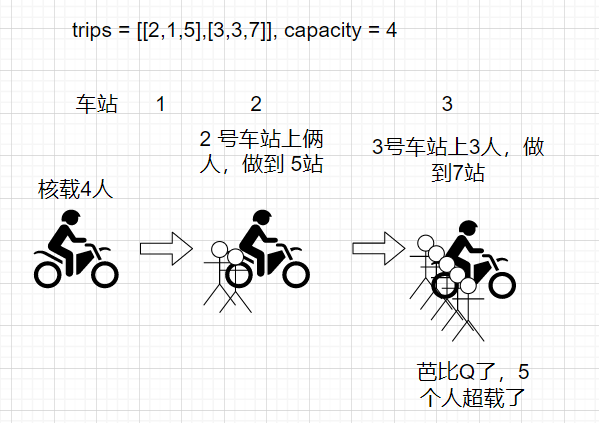 trips = [[2,1,5],[3,3,7]], capacity = 4
车站 1 2 3
2 号车站上俩
人，做到 5站
3号车站上3人，做
到7站
核载4人
芭比Q了，5
个人超载了